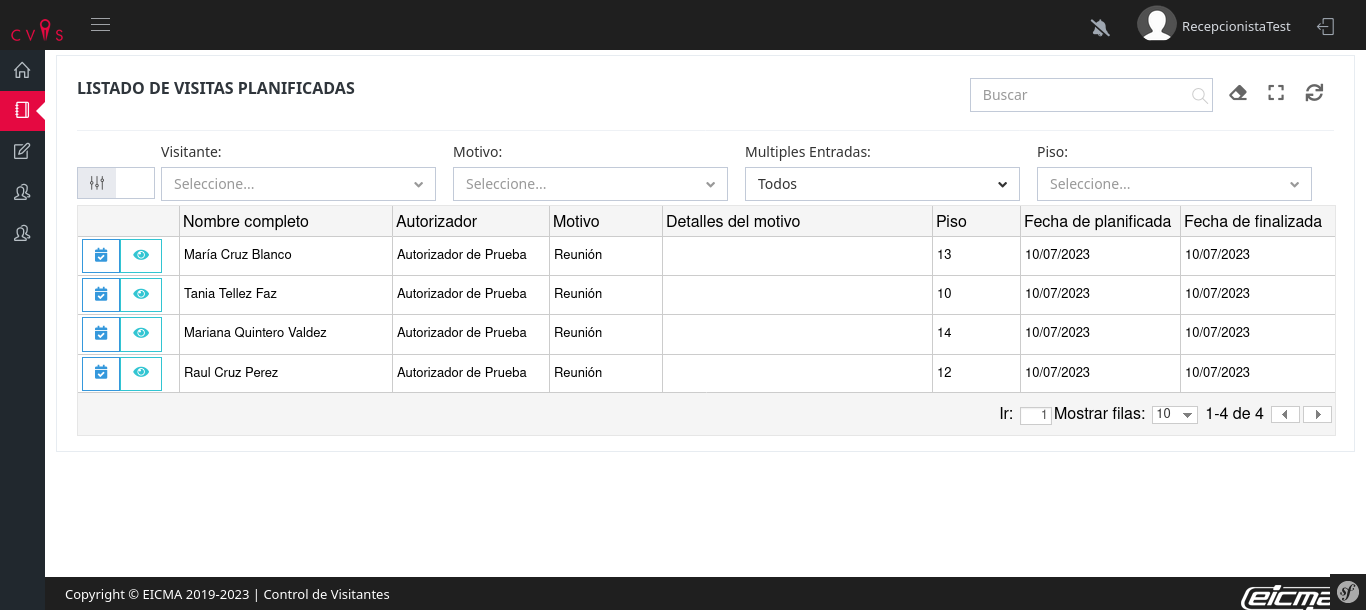 CVIS
RecepcionistaTest
LISTADO DE VISITAS PLANIFICADAS
Buscar
Visitante: Motivo: Multiples Entradas: Piso:
Seleccione... Seleccione... Todos Seleccione...
Nombre completo Autorizador Motivo Detalles del motivo Piso Fecha de planificada Fecha de finalizada
María Cruz Blanco Autorizador de Prueba Reunión 13 10/07/2023 10/07/2023
Tania Tellez Faz Autorizador de Prueba Reunión 10 10/07/2023 10/07/2023
Mariana Quintero Valdez Autorizador de Prueba Reunión 14 10/07/2023 10/07/2023
Raul Cruz Perez Autorizador de Prueba Reunión 12 10/07/2023 10/07/2023
Ir: 1 Mostrar filas: 10 1-4 de 4
Copyright © EICMA 2019-2023 | Control de Visitantes
eicma sf